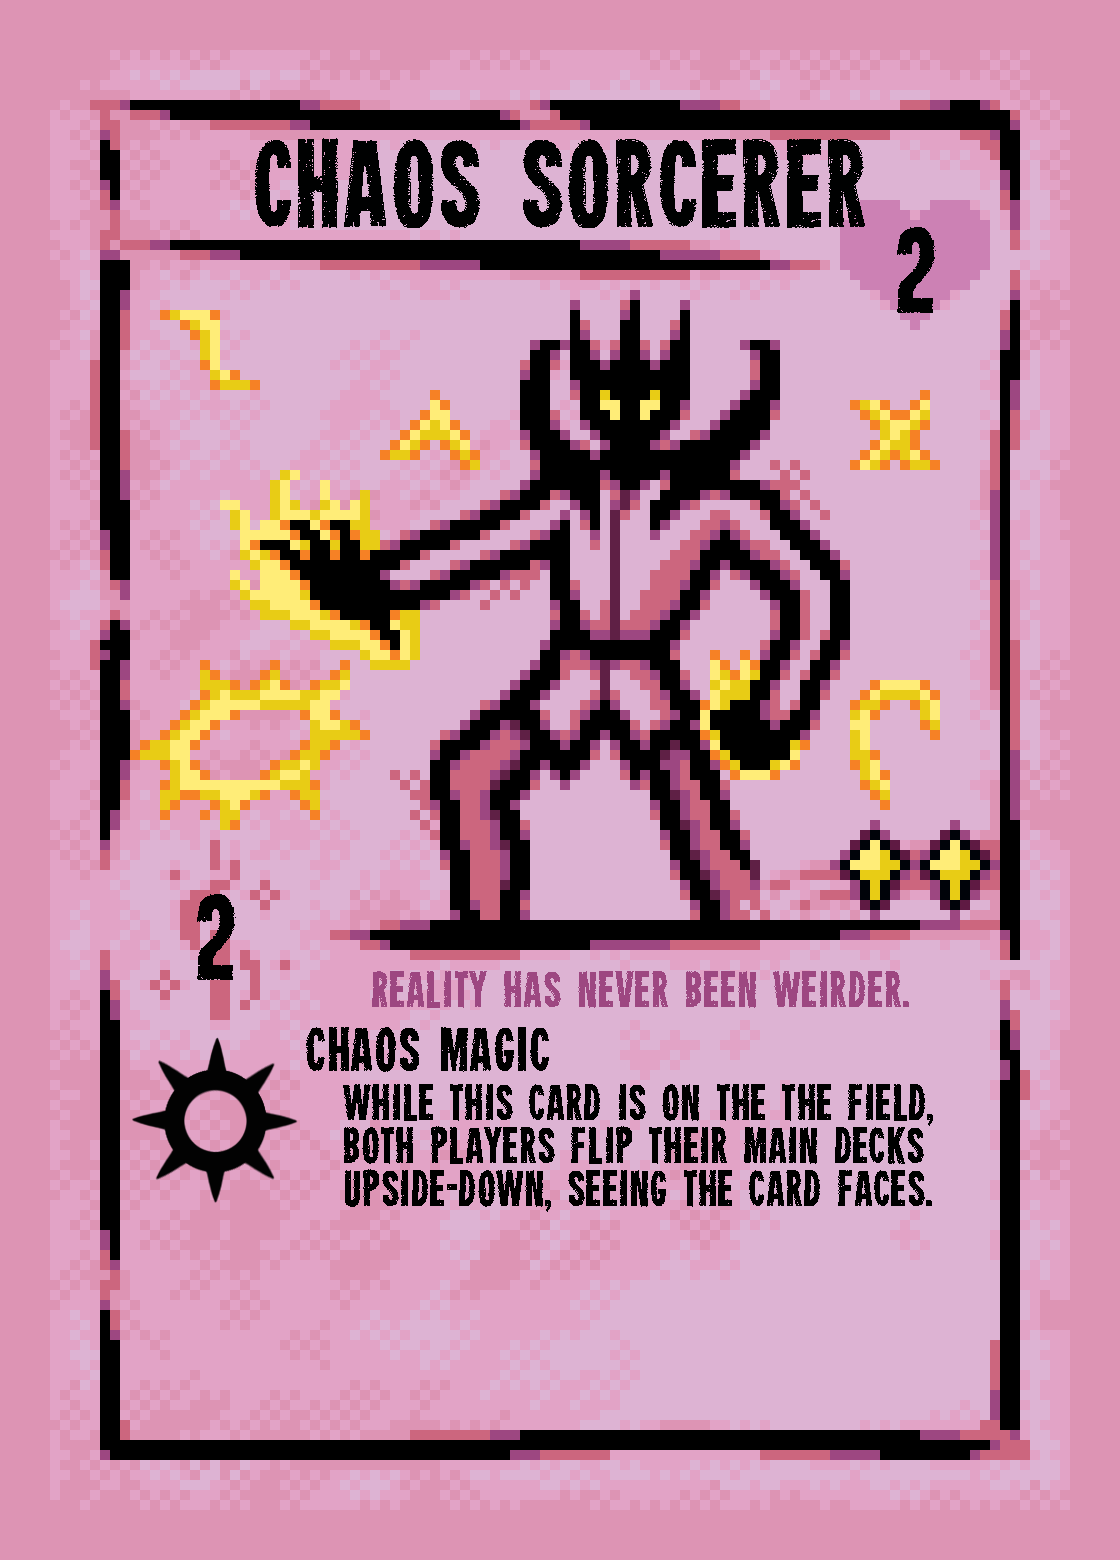 CHAOS SORCERER
2
2
REALITY HAS NEVER BEEN WEIRDER.
CHAOS MAGIC
WHILE THIS CARD IS ON THE THE FIELD,
BOTH PLAYERS FLIP THEIR MAIN DECKS
UPSIDE-DOWN, SEEING THE CARD FACES.